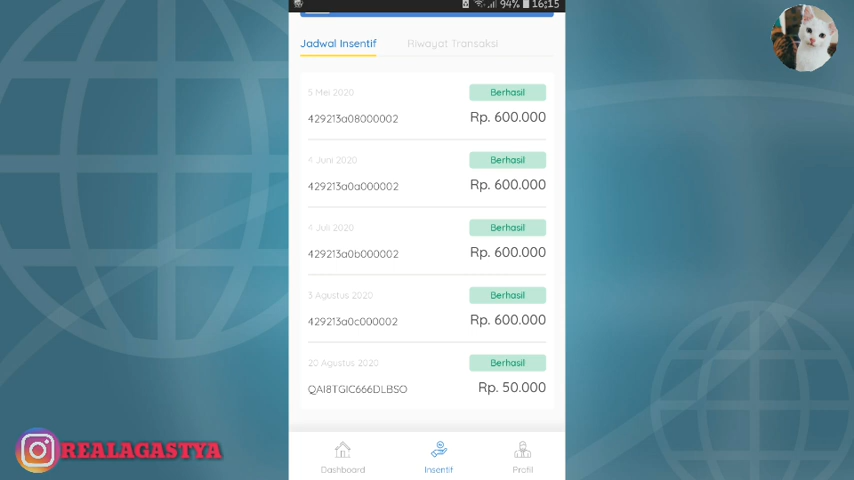 94% 16:15
Jadwal Insentif Riwayat Transaksi
5 Mei 2020 Berhasil
429213a08000002 Rp. 600.000
4 Juni 2020 Berhasil
429213a0a000002 Rp. 600.000
4 Juli 2020 Berhasil
429213a0b000002 Rp. 600.000
3 Agustus 2020 Berhasil
429213a0c000002 Rp. 600.000
20 Agustus 2020 Berhasil
QAI8TGIC666DLBSO Rp. 50.000
Dashboard Insentif Profil
REALAGASTYA